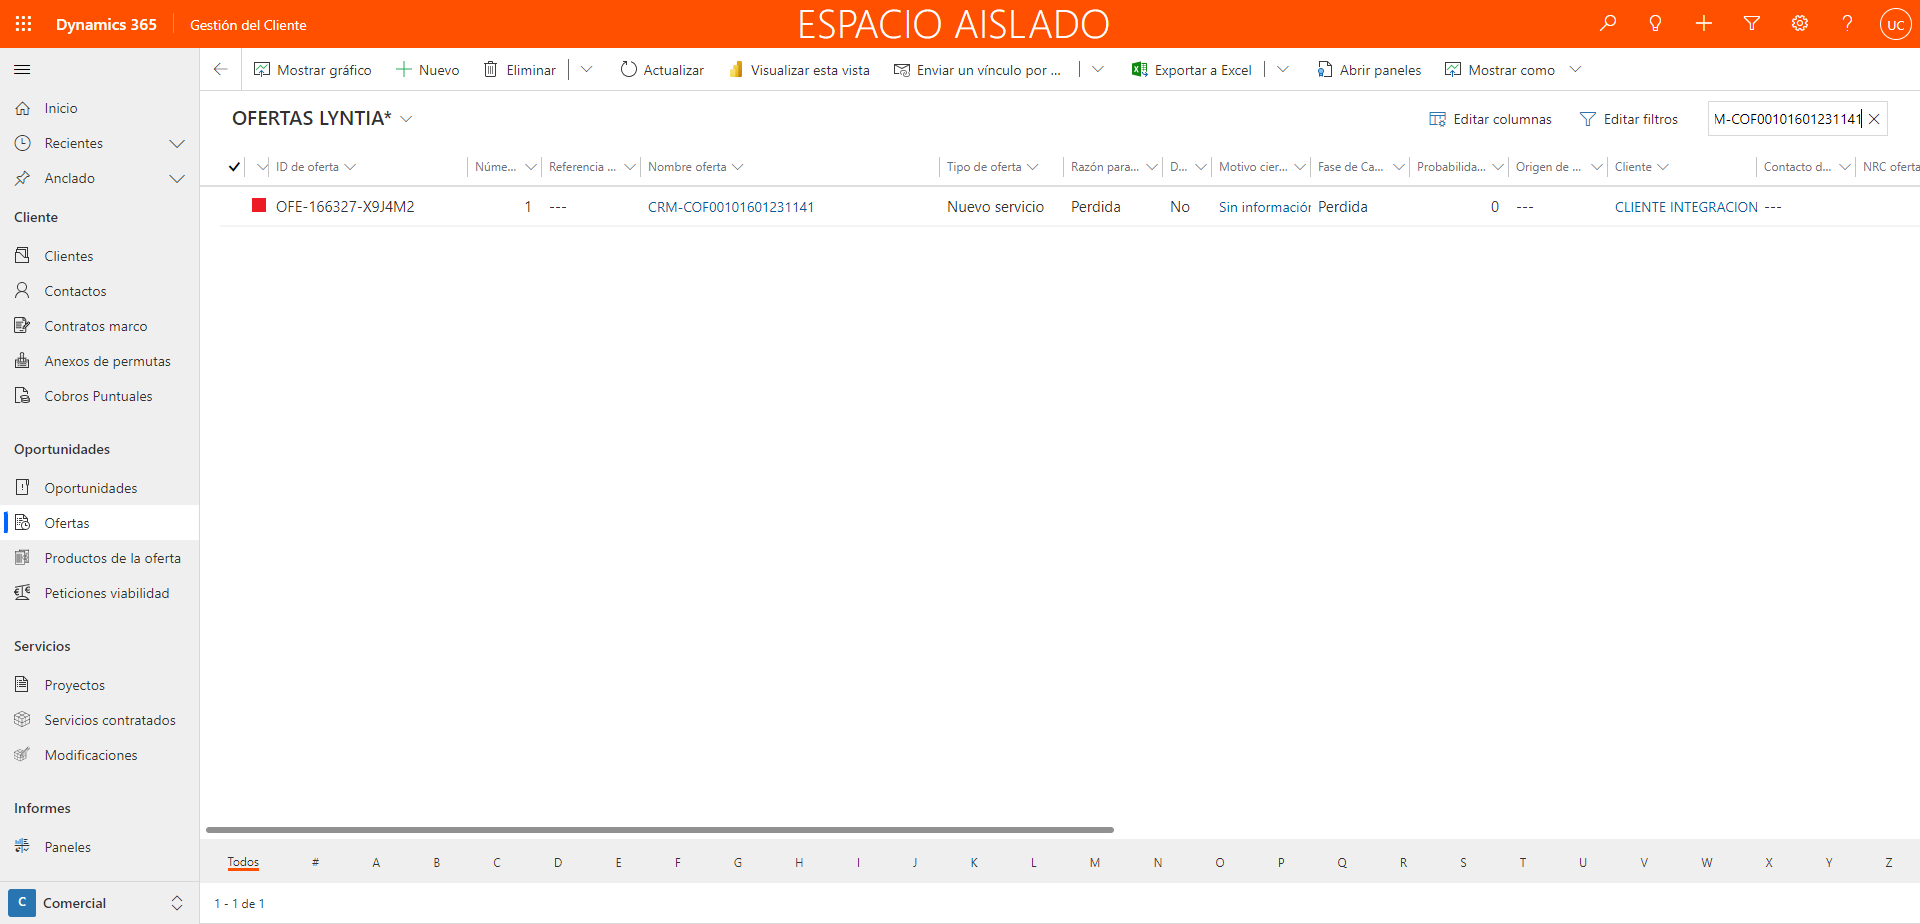 Dynamics 365
Gestión del Cliente
ESPACIO AISLADO
UC
Mostrar gráfico
Nuevo
Eliminar
Actualizar
Visualizar esta vista
Enviar un vínculo por ...
Exportar a Excel
Abrir paneles
Mostrar como
Inicio
Recientes
Anclado
Cliente
Clientes
Contactos
Contratos marco
Anexos de permutas
Cobros Puntuales
Oportunidades
Oportunidades
Ofertas
Productos de la oferta
Peticiones viabilidad
Servicios
Proyectos
Servicios contratados
Modificaciones
Informes
Paneles
C Comercial
OFERTAS LYNTIA*
Editar columnas
Editar filtros
M-COF00101601231141
ID de oferta Núme... Referencia ... Nombre oferta Tipo de oferta Razón para... D... Motivo cier... Fase de Ca... Probabilida... Origen de ... Cliente Contacto d... NRC oferta
OFE-166327-X9J4M2 1 --- CRM-COF00101601231141 Nuevo servicio Perdida No Sin información Perdida 0 --- CLIENTE INTEGRACION ---
Todos # A B C D E F G H I J K L M N O P Q R S T U V W X Y Z
1 - 1 de 1